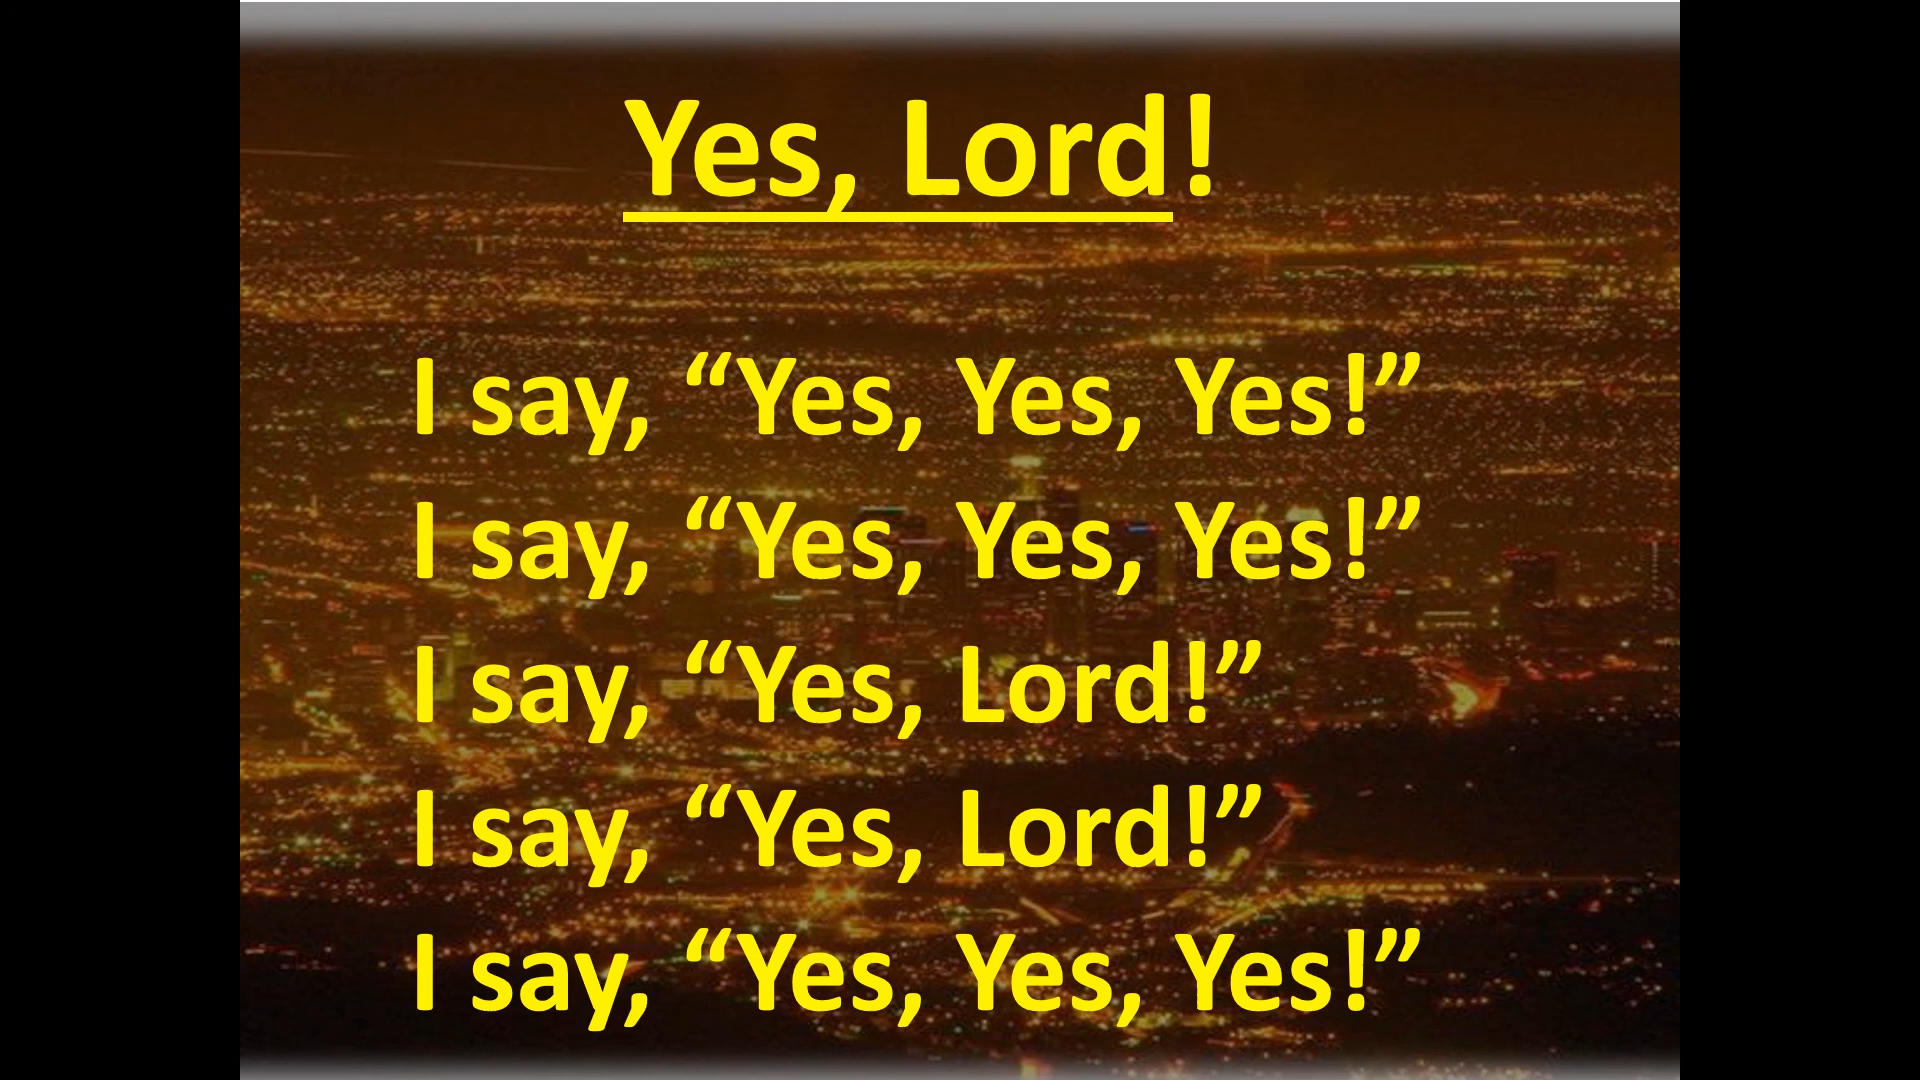 Yes, Lord!
I say, “Yes, Yes, Yes!”
I say, “Yes, Yes, Yes!”
I say, “Yes, Lord!”
I say, “Yes, Lord!”
I say, “Yes, Yes, Yes!”